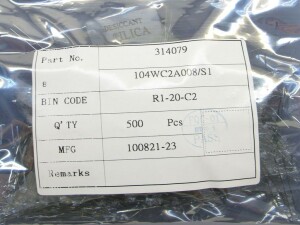 Part No. 314079
B 104WC2A008/S1
BIN CODE R1-20-C2
Q'TY 500 Pcs
MFG 100821-23
Remarks